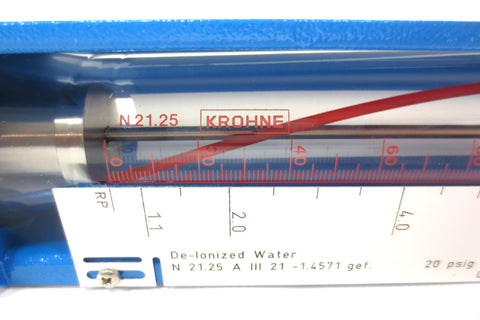 N 21.25 KROHNE
0 20 40 60 80
RP 1.1 2.0 4.0
De-Ionized Water
N 21.25 A III 21 -1.4571 gef. 20 psig